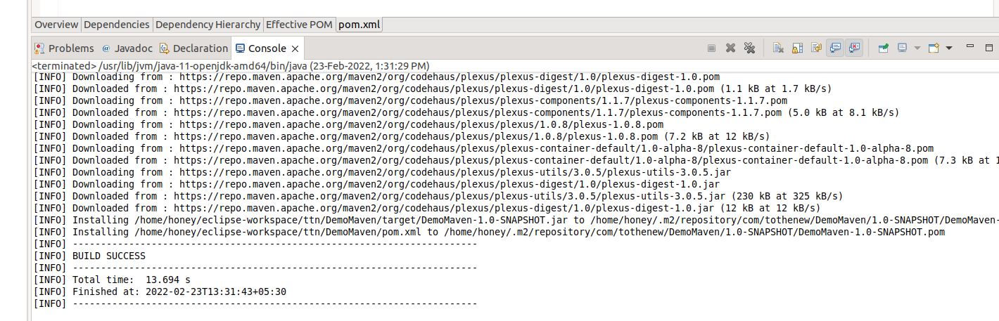 Overview Dependencies Dependency Hierarchy Effective POM pom.xml
Problems @ Javadoc Declaration Console
<terminated> /usr/lib/jvm/java-11-openjdk-amd64/bin/java (23-Feb-2022, 1:31:29 PM)
[INFO] Downloading from : https://repo.maven.apache.org/maven2/org/codehaus/plexus/plexus-digest/1.0/plexus-digest-1.0.pom
[INFO] Downloaded from : https://repo.maven.apache.org/maven2/org/codehaus/plexus/plexus-digest/1.0/plexus-digest-1.0.pom (1.1 kB at 1.7 kB/s)
[INFO] Downloading from : https://repo.maven.apache.org/maven2/org/codehaus/plexus/plexus-components/1.1.7/plexus-components-1.1.7.pom
[INFO] Downloaded from : https://repo.maven.apache.org/maven2/org/codehaus/plexus/plexus-components/1.1.7/plexus-components-1.1.7.pom (5.0 kB at 8.1 kB/s)
[INFO] Downloading from : https://repo.maven.apache.org/maven2/org/codehaus/plexus/plexus/1.0.8/plexus-1.0.8.pom
[INFO] Downloaded from : https://repo.maven.apache.org/maven2/org/codehaus/plexus/plexus/1.0.8/plexus-1.0.8.pom (7.2 kB at 12 kB/s)
[INFO] Downloading from : https://repo.maven.apache.org/maven2/org/codehaus/plexus/plexus-container-default/1.0-alpha-8/plexus-container-default-1.0-alpha-8.pom
[INFO] Downloaded from : https://repo.maven.apache.org/maven2/org/codehaus/plexus/plexus-container-default/1.0-alpha-8/plexus-container-default-1.0-alpha-8.pom (7.3 kB at 1
[INFO] Downloading from : https://repo.maven.apache.org/maven2/org/codehaus/plexus/plexus-utils/3.0.5/plexus-utils-3.0.5.jar
[INFO] Downloading from : https://repo.maven.apache.org/maven2/org/codehaus/plexus/plexus-digest/1.0/plexus-digest-1.0.jar
[INFO] Downloaded from : https://repo.maven.apache.org/maven2/org/codehaus/plexus/plexus-utils/3.0.5/plexus-utils-3.0.5.jar (230 kB at 325 kB/s)
[INFO] Downloaded from : https://repo.maven.apache.org/maven2/org/codehaus/plexus/plexus-digest/1.0/plexus-digest-1.0.jar (12 kB at 12 kB/s)
[INFO] Installing /home/honey/eclipse-workspace/ttn/DemoMaven/target/DemoMaven-1.0-SNAPSHOT.jar to /home/honey/.m2/repository/com/tothenew/DemoMaven/1.0-SNAPSHOT/DemoMaven-
[INFO] Installing /home/honey/eclipse-workspace/ttn/DemoMaven/pom.xml to /home/honey/.m2/repository/com/tothenew/DemoMaven/1.0-SNAPSHOT/DemoMaven-1.0-SNAPSHOT.pom
[INFO] ------------------------------------------------------------------------
[INFO] BUILD SUCCESS
[INFO] ------------------------------------------------------------------------
[INFO] Total time:  13.694 s
[INFO] Finished at: 2022-02-23T13:31:43+05:30
[INFO] ------------------------------------------------------------------------